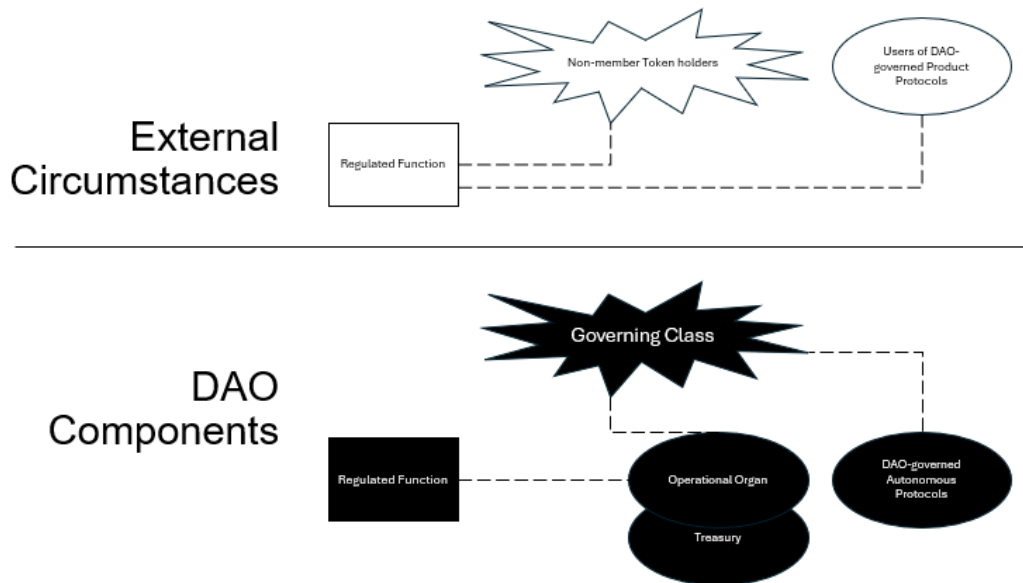 Non-member Token holders
Users of DAO-
governed Product
Protocols
External
Circumstances
Regulated Function
Governing Class
DAO
Components
Regulated Function
Operational Organ
DAO-governed
Autonomous
Protocols
Treasury